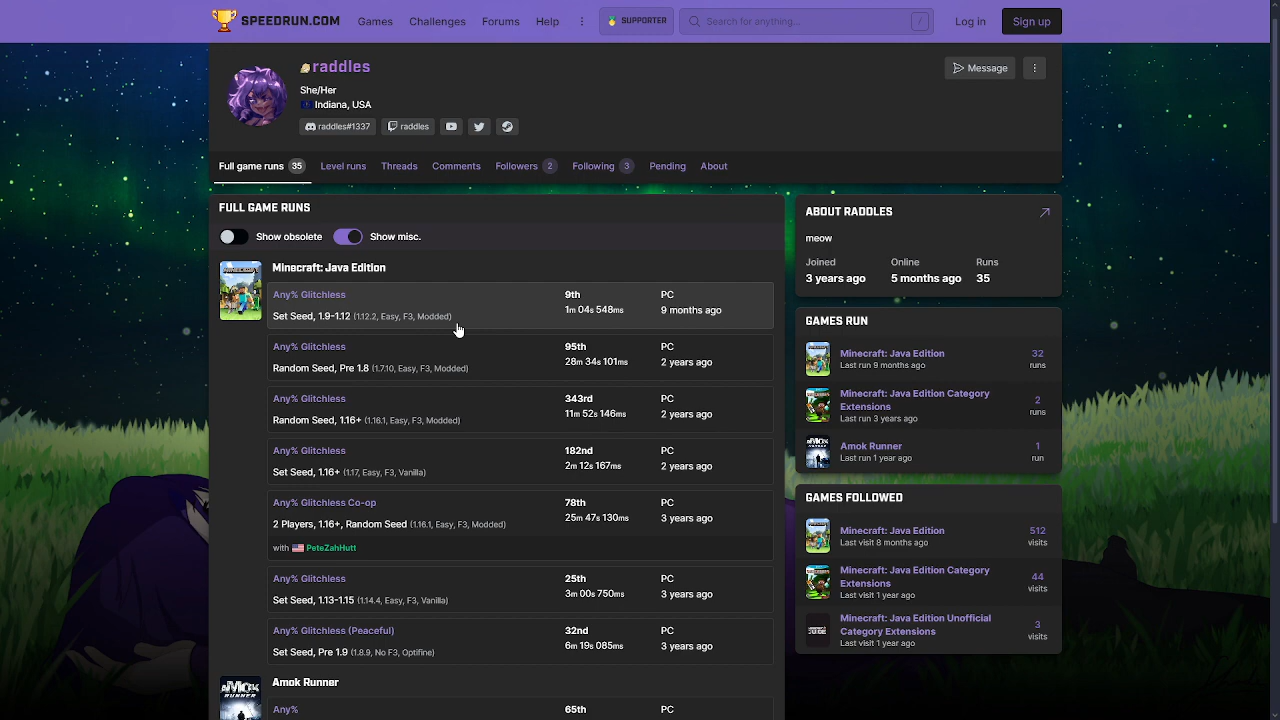 SPEEDRUN.COM Games Challenges Forums Help SUPPORTER Search for anything... / Log in Sign up
raddles
Message
She/Her
Indiana, USA
raddles#1337 raddles
Full game runs 35 Level runs Threads Comments Followers 2 Following 3 Pending About
FULL GAME RUNS
Show obsolete Show misc.
Minecraft: Java Edition
Any% Glitchless 9th PC
Set Seed, 1.9-1.12 (1.12.2, Easy, F3, Modded) 1m 04s 548ms 9 months ago
Any% Glitchless 95th PC
Random Seed, Pre 1.8 (1.7.10, Easy, F3, Modded) 28m 34s 101ms 2 years ago
Any% Glitchless 343rd PC
Random Seed, 1.16+ (1.16.1, Easy, F3, Modded) 11m 52s 146ms 2 years ago
Any% Glitchless 182nd PC
Set Seed, 1.16+ (1.17, Easy, F3, Vanilla) 2m 12s 167ms 2 years ago
Any% Glitchless Co-op 78th PC
2 Players, 1.16+, Random Seed (1.16.1, Easy, F3, Modded) 25m 47s 130ms 3 years ago
with PeteZahHutt
Any% Glitchless 25th PC
Set Seed, 1.13-1.15 (1.14.4, Easy, F3, Vanilla) 3m 00s 750ms 3 years ago
Any% Glitchless (Peaceful) 32nd PC
Set Seed, Pre 1.9 (1.8.9, No F3, Optifine) 6m 19s 085ms 3 years ago
AMOK RUNNER
Amok Runner
Any% 65th PC
ABOUT RADDLES
meow
Joined Online Runs
3 years ago 5 months ago 35
GAMES RUN
Minecraft: Java Edition 32
Last run 9 months ago runs
Minecraft: Java Edition Category 2
Extensions runs
Last run 3 years ago
Amok Runner 1
Last run 1 year ago run
GAMES FOLLOWED
Minecraft: Java Edition 512
Last visit 8 months ago visits
Minecraft: Java Edition Category 44
Extensions visits
Last visit 1 year ago
Minecraft: Java Edition Unofficial 3
Category Extensions visits
Last visit 1 year ago